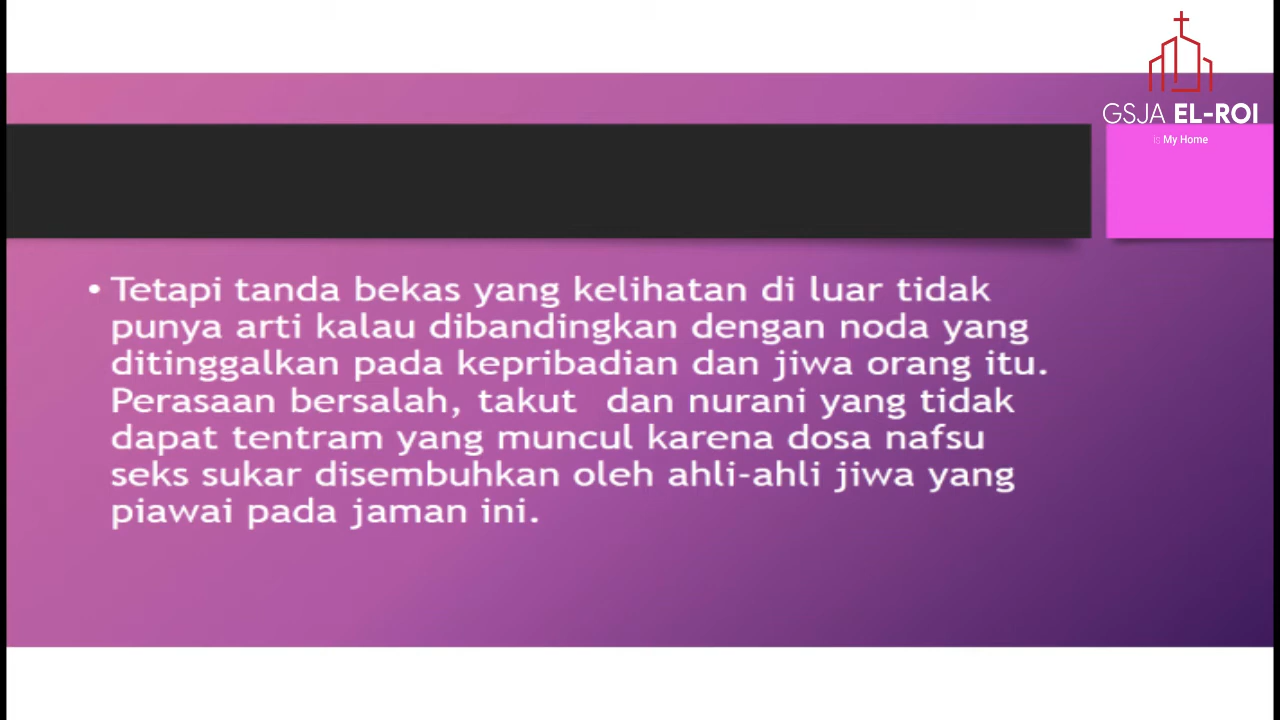 GSJA EL-ROI
is My Home
• Tetapi tanda bekas yang kelihatan di luar tidak
punya arti kalau dibandingkan dengan noda yang
ditinggalkan pada kepribadian dan jiwa orang itu.
Perasaan bersalah, takut  dan nurani yang tidak
dapat tentram yang muncul karena dosa nafsu
seks sukar disembuhkan oleh ahli-ahli jiwa yang
piawai pada jaman ini.